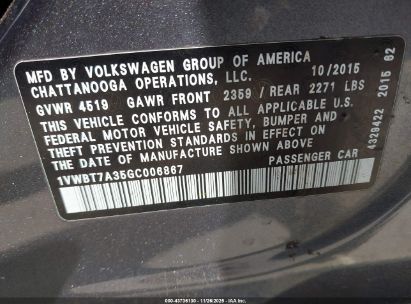 MFD BY VOLKSWAGEN GROUP OF AMERICA
CHATTANOOGA OPERATIONS, LLC. 10/2015
GVWR 4519 GAWR FRONT 2359 / REAR 2271 LBS
THIS VEHICLE CONFORMS TO ALL APPLICABLE U.S.
FEDERAL MOTOR VEHICLE SAFETY, BUMPER AND
THEFT PREVENTION STANDARDS IN EFFECT
ON THE DATE OF MANUFACTURE SHOWN ABOVE
1VWBT7A35GC006867 PASSENGER CAR
4329422 2015 62